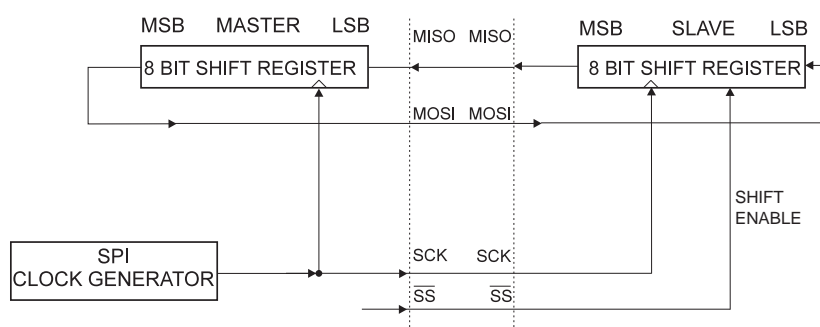 MSB MASTER LSB
MSB SLAVE LSB
MISO MISO
8 BIT SHIFT REGISTER
8 BIT SHIFT REGISTER
MOSI MOSI
SHIFT
ENABLE
SPI
CLOCK GENERATOR
SCK SCK
SS SS